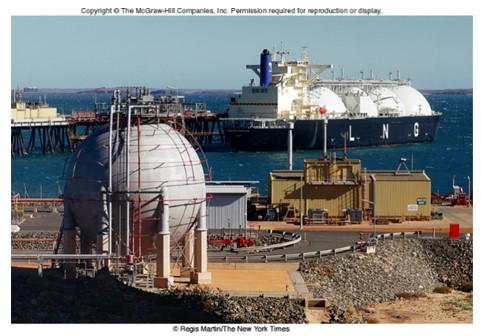 Copyright © The McGraw-Hill Companies, Inc. Permission required for reproduction or display.
L N G
© Regis Martin/The New York Times